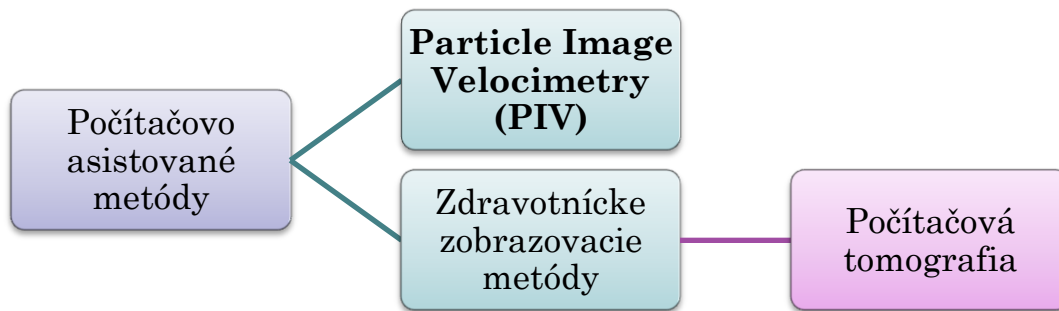 Particle Image
Velocimetry
(PIV)
Počítačovo
asistované
metódy
Zdravotnícke
zobrazovacie
metódy
Počítačová
tomografia